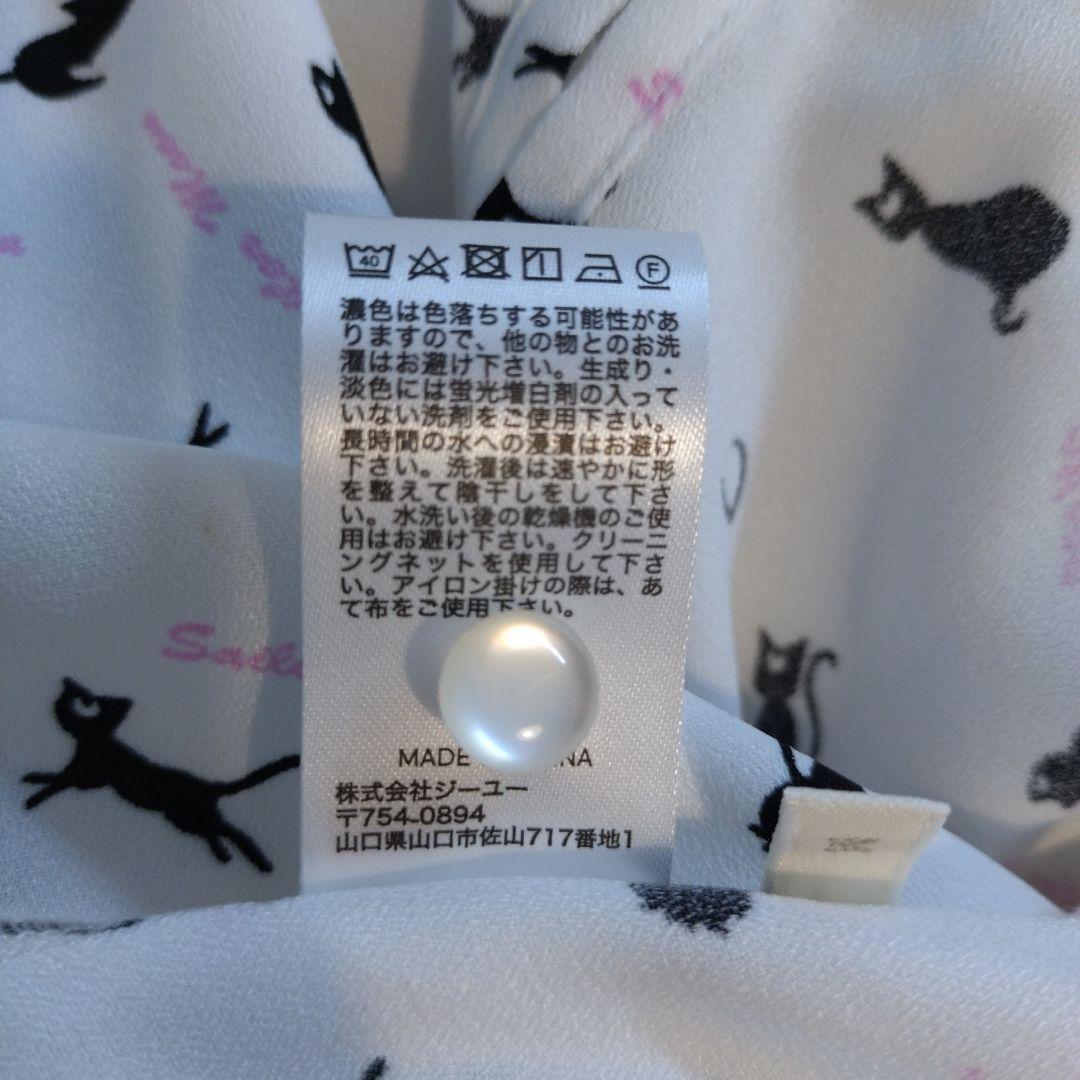 40
F
濃色は色落ちする可能性があ
りますので、他の物とのお洗
濯はお避け下さい。生成り・
淡色には蛍光増白剤の入って
いない洗剤をご使用下さい。
長時間の水への浸漬はお避け
下さい。洗濯後は速やかに形
を整えて陰干しをして下さ
い。水洗い後の乾燥機のご使
用はお避け下さい。クリーニ
ングネットを使用して下さ
い。アイロン掛けの際は、あ
て布をご使用下さい。
MADE
株式会社ジーユー
〒754-0894
山口県山口市佐山717番地1